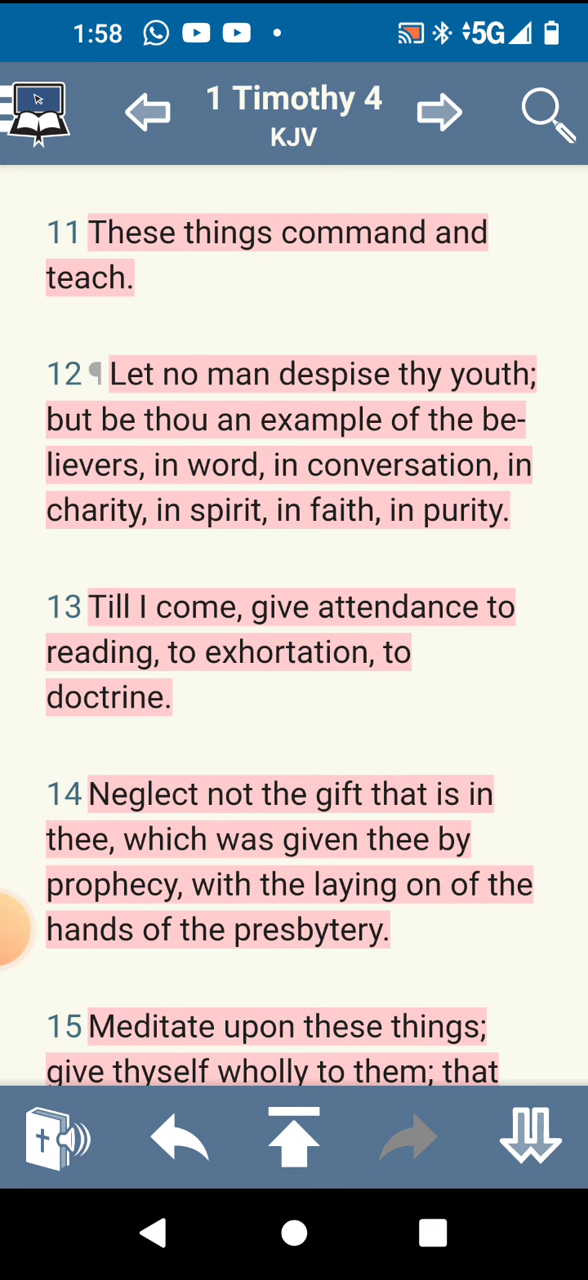 1:58
5G
1 Timothy 4
KJV
11 These things command and
teach.
12 ¶ Let no man despise thy youth;
but be thou an example of the be-
lievers, in word, in conversation, in
charity, in spirit, in faith, in purity.
13 Till I come, give attendance to
reading, to exhortation, to
doctrine.
14 Neglect not the gift that is in
thee, which was given thee by
prophecy, with the laying on of the
hands of the presbytery.
15 Meditate upon these things;
give thyself wholly to them; that